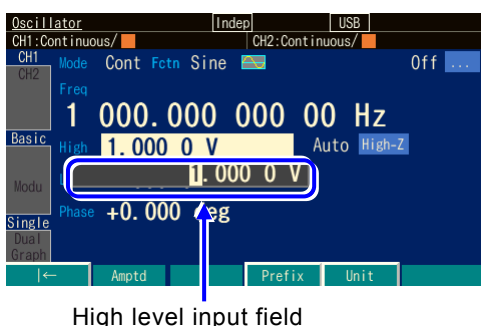 Oscillator Indep USB
CH1:Continuous/ CH2:Continuous/
CH1 Mode Cont Fctn Sine Off ...
CH2
Freq
1 000.000 000 00 Hz
Basic High 1.000 0 V Auto High-Z
1.000 0 V
Modu
Phase +0.000 deg
Single
Dual
Graph
|← Amptd Prefix Unit
High level input field